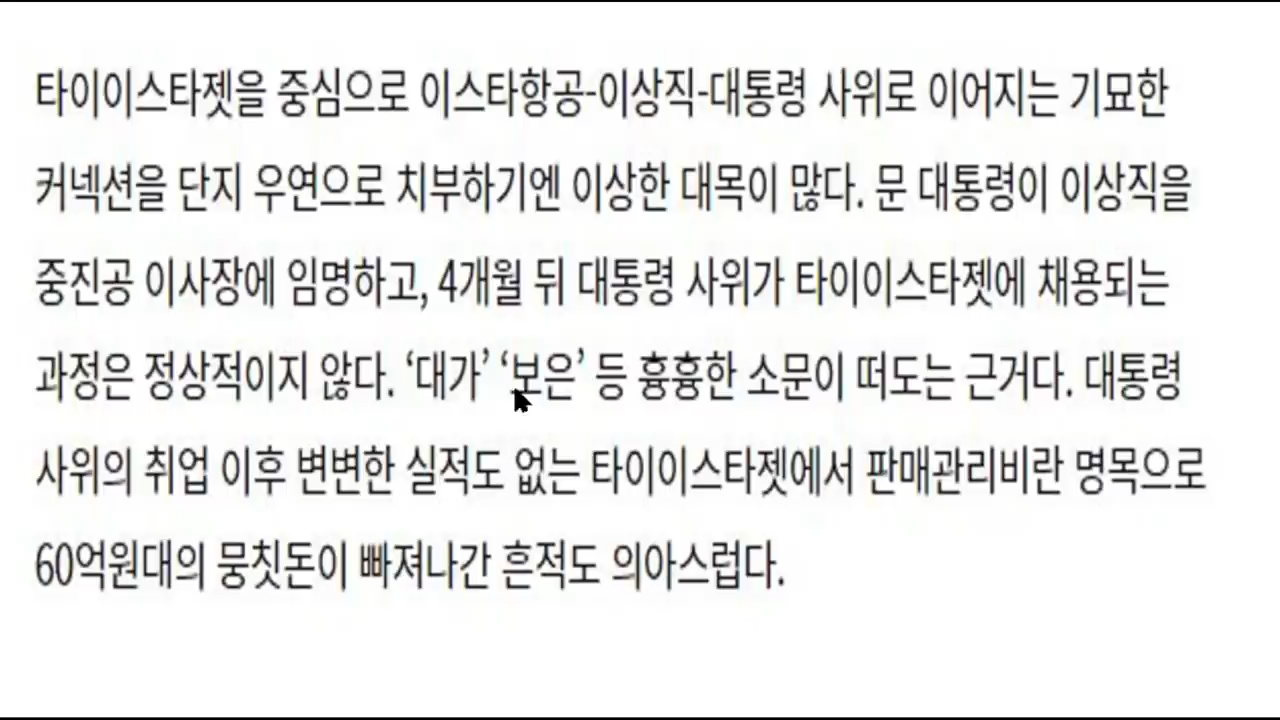 타이이스타젯을 중심으로 이스타항공-이상직-대통령 사위로 이어지는 기묘한
커넥션을 단지 우연으로 치부하기엔 이상한 대목이 많다. 문 대통령이 이상직을
중진공 이사장에 임명하고, 4개월 뒤 대통령 사위가 타이이스타젯에 채용되는
과정은 정상적이지 않다. ‘대가’ ‘보은’ 등 흉흉한 소문이 떠도는 근거다. 대통령
사위의 취업 이후 변변한 실적도 없는 타이이스타젯에서 판매관리비란 명목으로
60억원대의 뭉칫돈이 빠져나간 흔적도 의아스럽다.